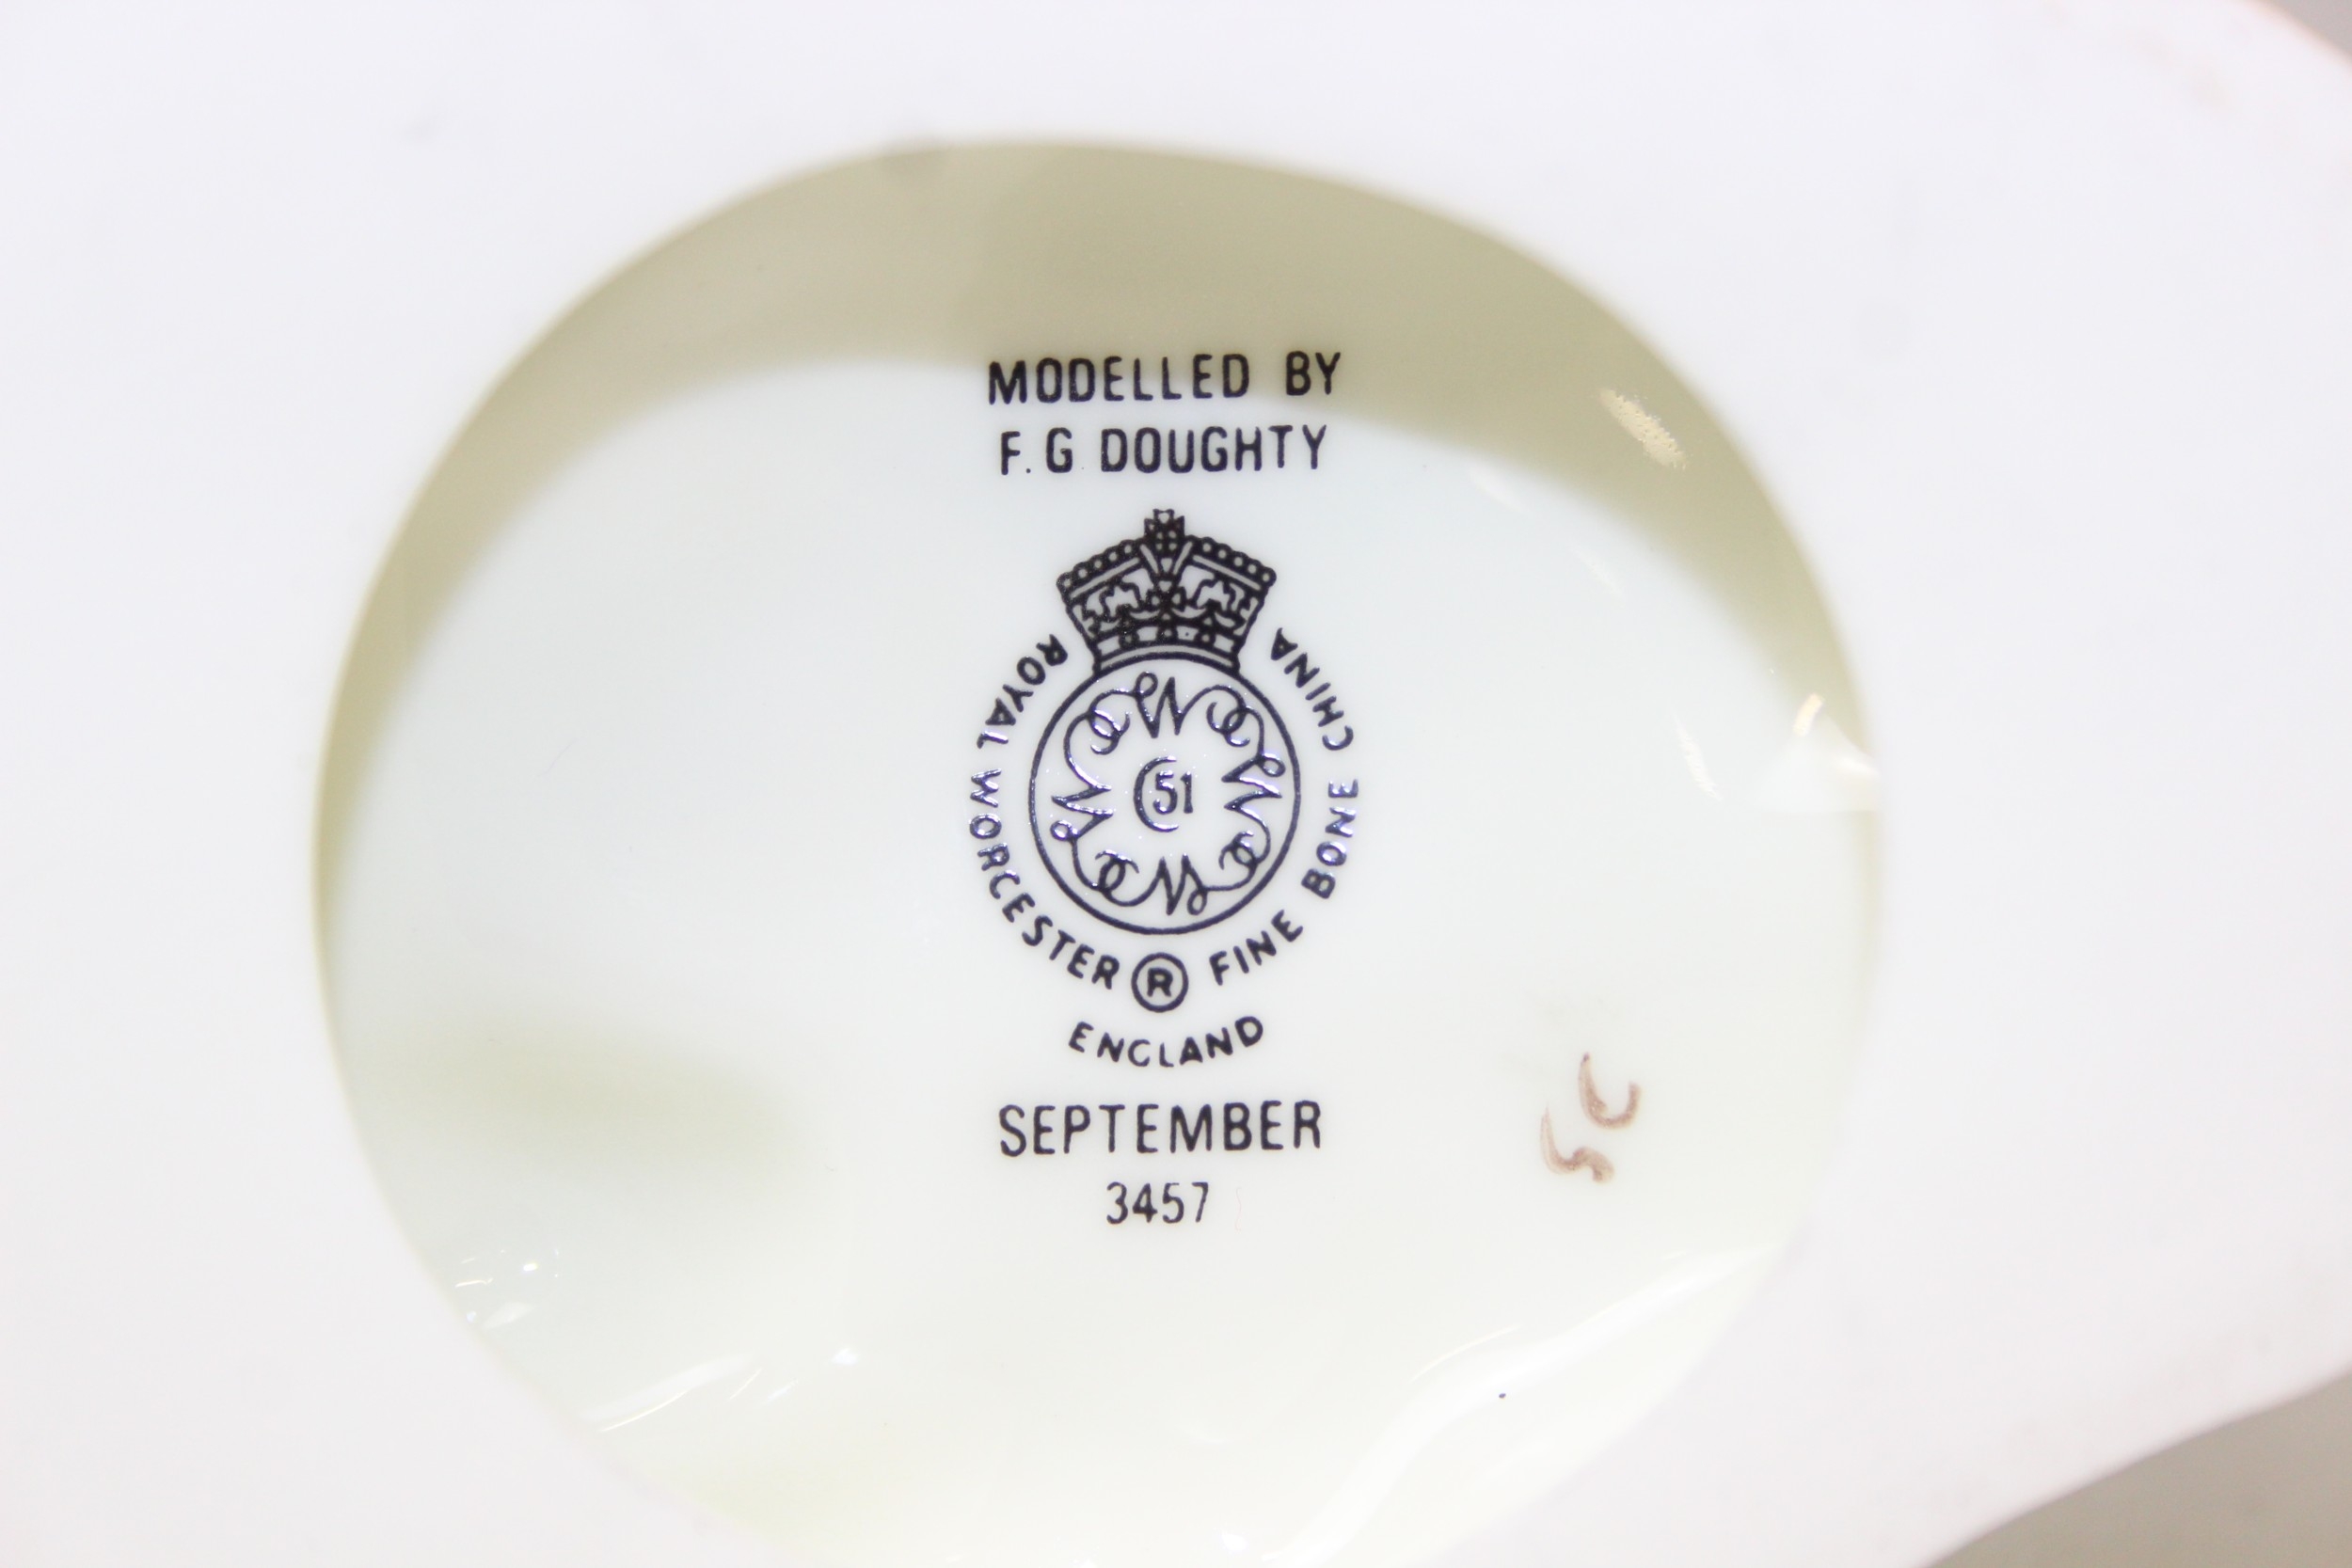 MODELLED BY
F. G DOUGHTY
ROYAL WORCESTER ® FINE BONE CHINA
W
W
W
W
51
ENGLAND
SEPTEMBER
3457